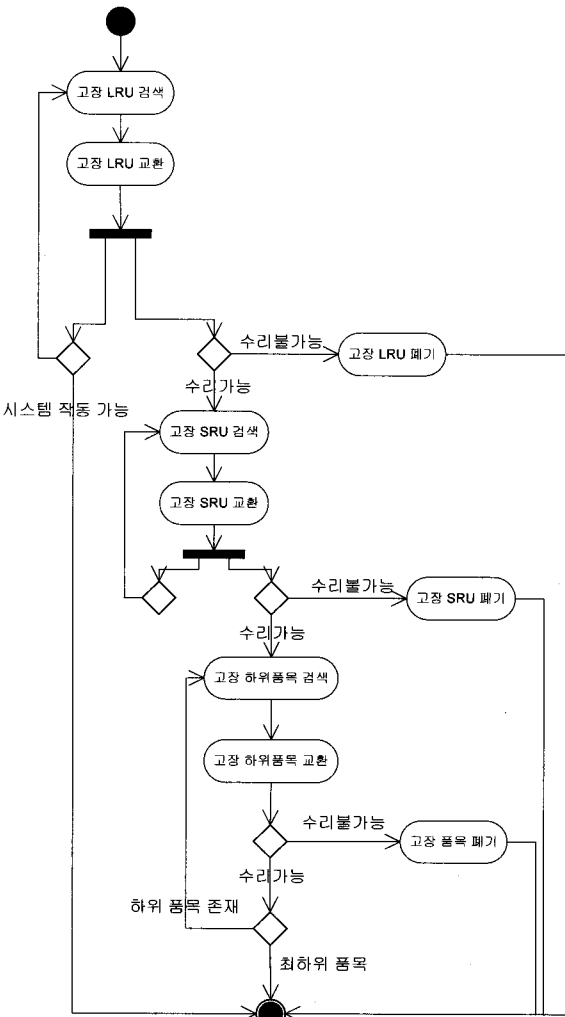 고장 LRU 검색
고장 LRU 교환
수리불가능
고장 LRU 폐기
수리가능
시스템 작동 가능
고장 SRU 검색
고장 SRU 교환
수리불가능
고장 SRU 폐기
수리가능
고장 하위품목 검색
고장 하위품목 교환
수리불가능
고장 품목 폐기
수리가능
하위 품목 존재
최하위 품목